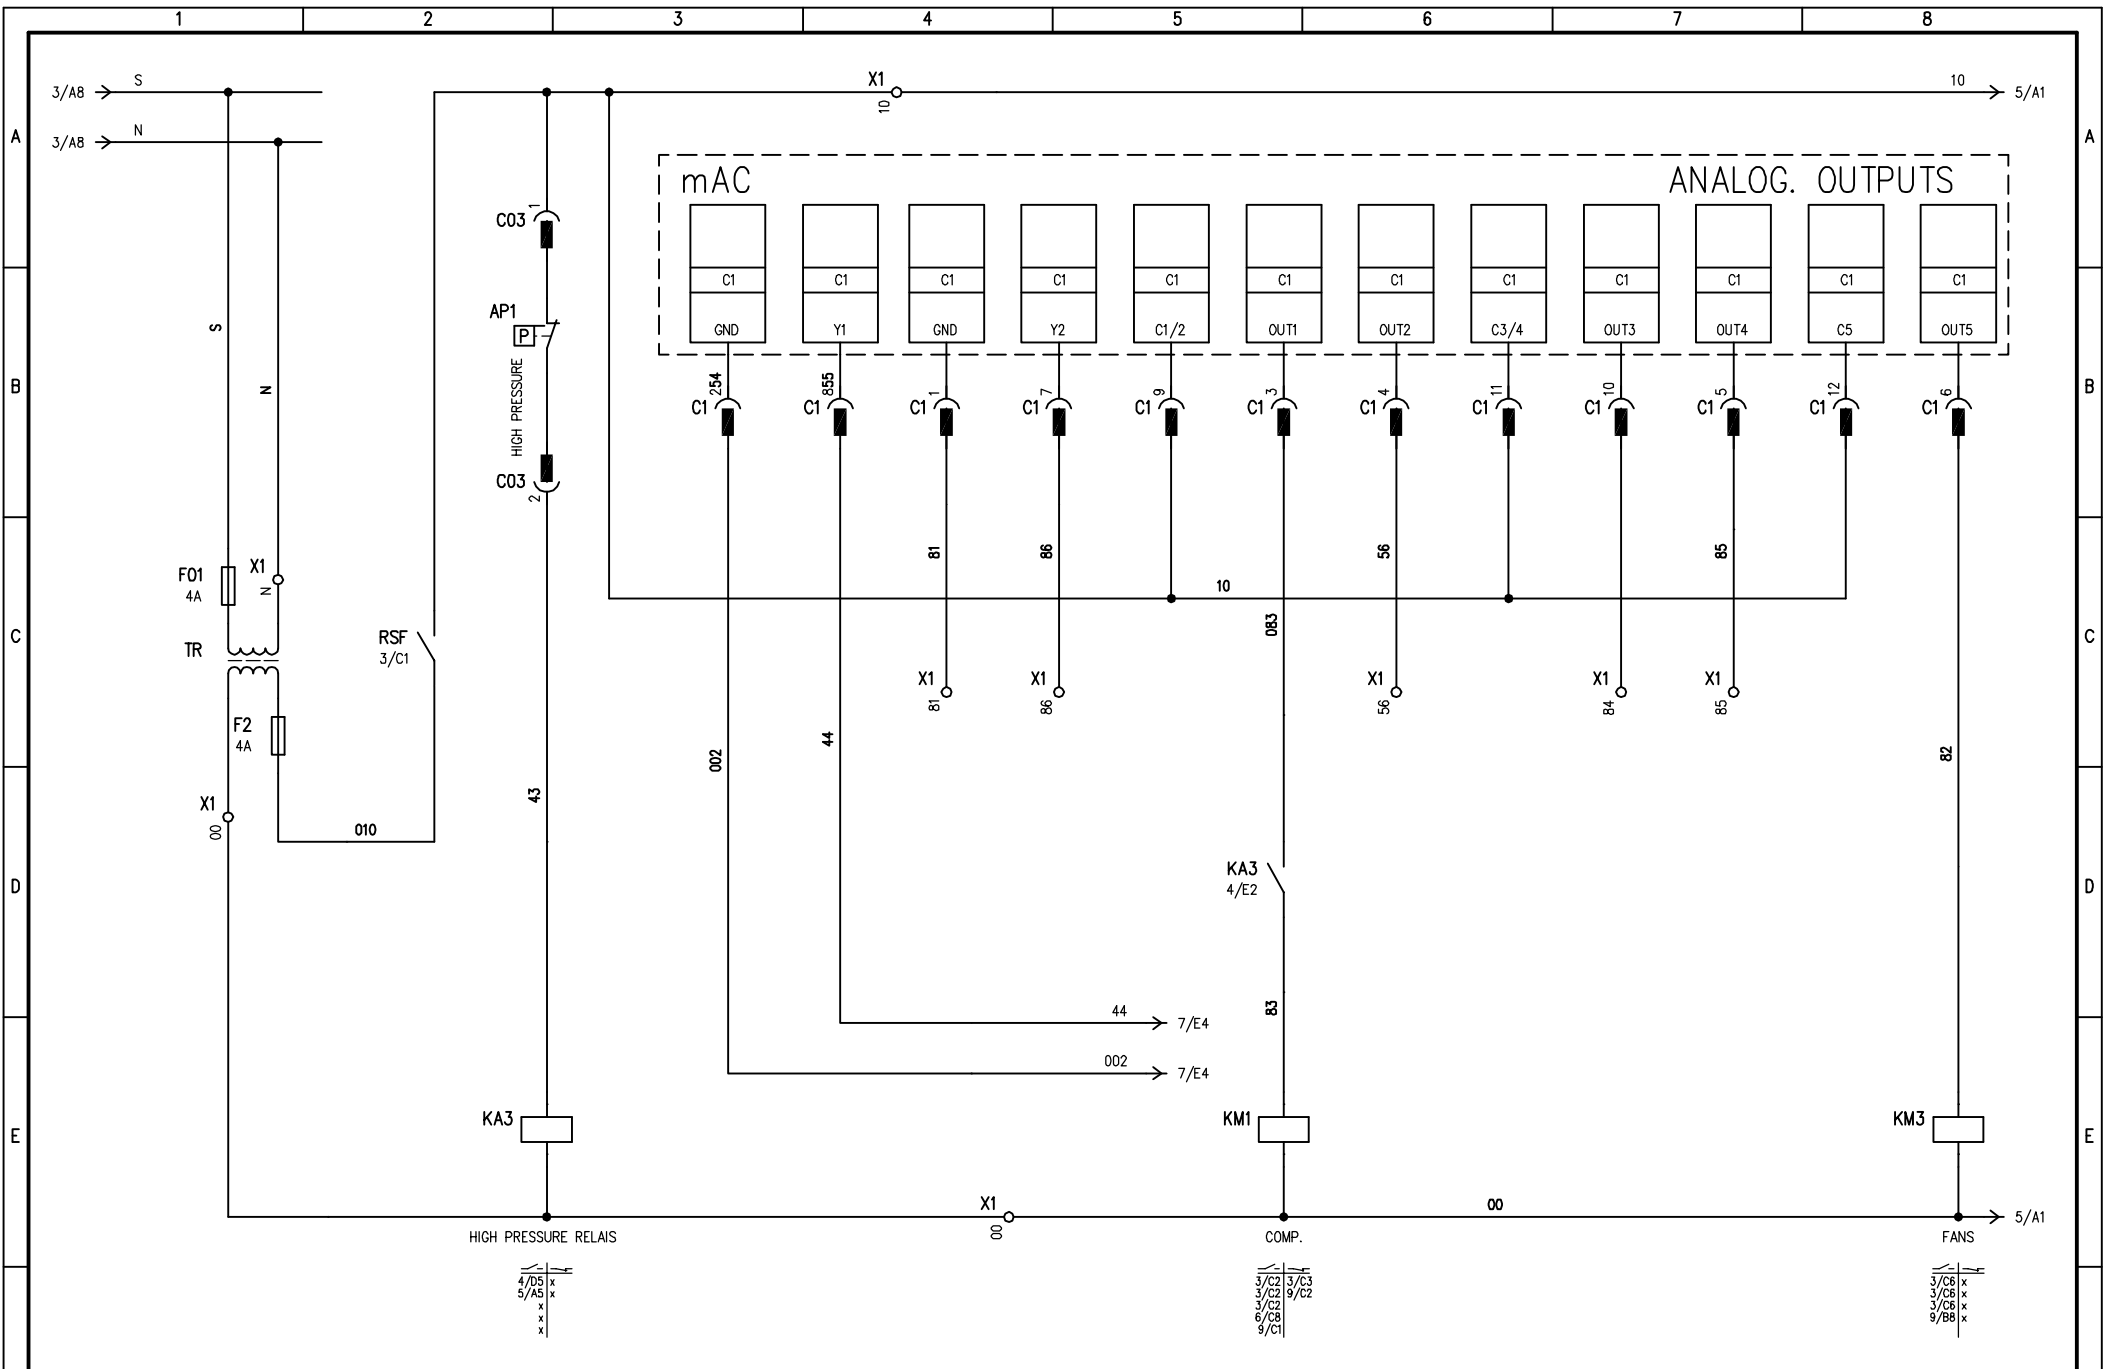 1 2 3 4 5 6 7 8
3/A8 S X1 10 10 5/A1
3/A8 N
A A
mAC ANALOG. OUTPUTS
C03 1
C1 C1 C1 C1 C1 C1 C1 C1 C1 C1 C1 C1
AP1
P
HIGH PRESSURE
GND Y1 GND Y2 C1/2 OUT1 OUT2 C3/4 OUT3 OUT4 C5 OUT5
S N
B B
254 855 1 7 9 3 4 11 10 5 12 6
C1 C1 C1 C1 C1 C1 C1 C1 C1 C1 C1 C1
C03 2
81 86 56 85
F01 X1
4A N
10
083
C C
TR
RSF
3/C1
X1 X1 X1 X1 X1
81 86 56 84 85
F2
4A
002 44 82
43
X1
00
010
KA3
4/E2
D D
83
44 7/E4
002 7/E4
KA3 KM1 KM3
E E
X1 00
00 5/A1
HIGH PRESSURE RELAIS COMP. FANS
4/D5 x
5/A5 x
x
x
x
3/C2 3/C3
3/C2 9/C2
3/C2
6/C8
9/C1
3/C6 x
3/C6 x
3/C6 x
9/B8 x